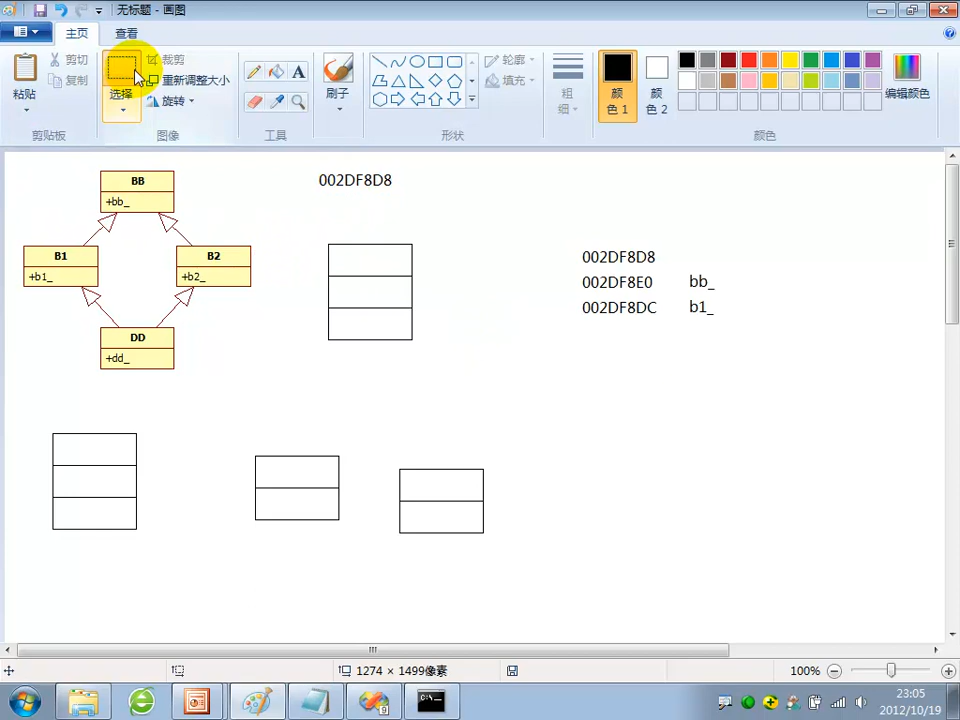 无标题 - 画图
主页
查看
粘贴
剪切
复制
剪贴板
选择
裁剪
重新调整大小
旋转
图像
A
工具
刷子
轮廓
填充
形状
粗
细
颜
色 1
颜
色 2
编辑颜色
颜色
BB
+bb_
B1
+b1_
B2
+b2_
DD
+dd_
002DF8D8
002DF8D8
002DF8E0 bb_
002DF8DC b1_
1274 × 1499像素
100%
23:05
2012/10/19